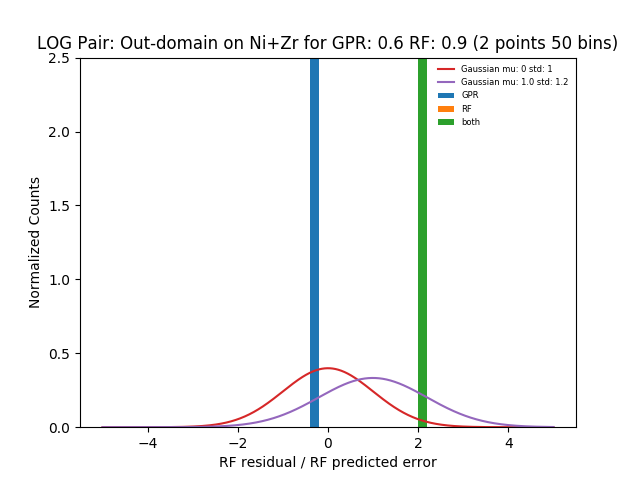 LOG Pair: Out-domain on Ni+Zr for GPR: 0.6 RF: 0.9 (2 points 50 bins)
2.5
2.0
1.5
1.0
0.5
0.0
Normalized Counts
Gaussian mu: 0 std: 1
Gaussian mu: 1.0 std: 1.2
GPR
RF
both
−4 −2 0 2 4
RF residual / RF predicted error